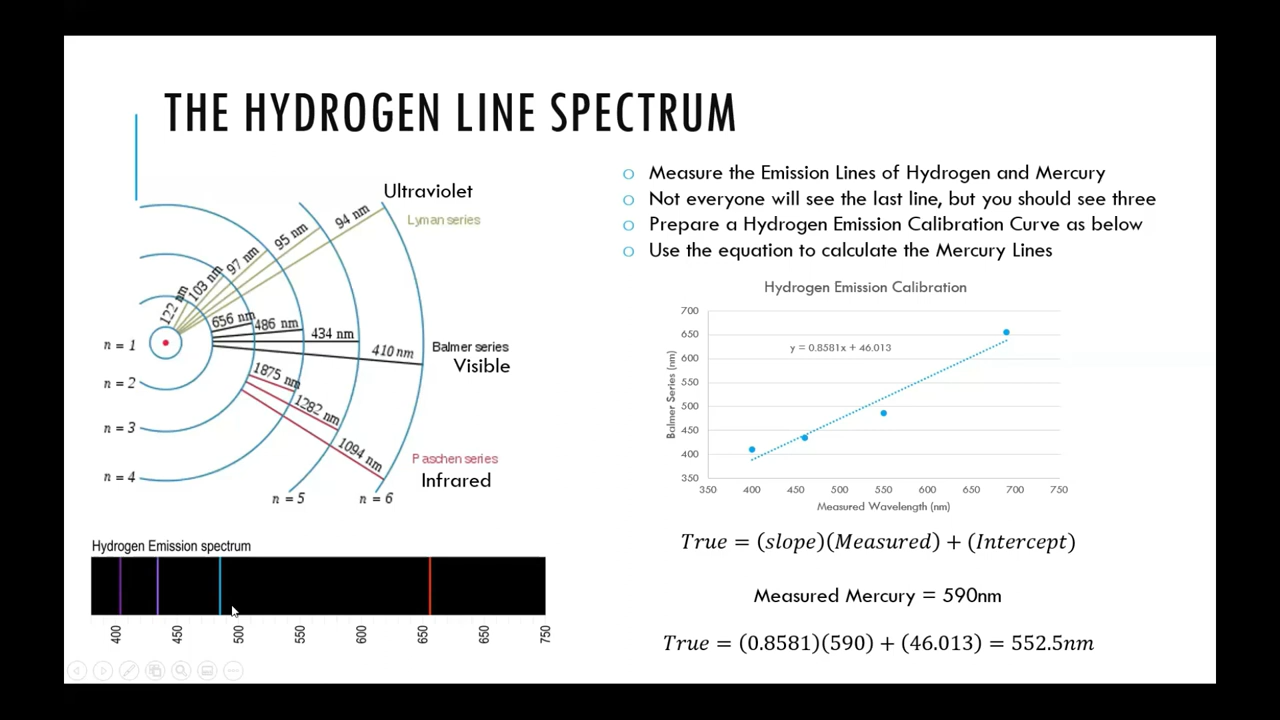 THE HYDROGEN LINE SPECTRUM
Ultraviolet
Lyman series
94 nm
95 nm
97 nm
103 nm
122 nm
656 nm
486 nm
434 nm
410 nm
Balmer series
Visible
1875 nm
1282 nm
1094 nm
Paschen series
Infrared
n = 1
n = 2
n = 3
n = 4
n = 5
n = 6
Hydrogen Emission spectrum
400
450
500
550
650
650
750
o Measure the Emission Lines of Hydrogen and Mercury
o Not everyone will see the last line, but you should see three
o Prepare a Hydrogen Emission Calibration Curve as below
o Use the equation to calculate the Mercury Lines
Hydrogen Emission Calibration
y = 0.8581x + 46.013
Balmer Series (nm)
700
650
600
550
500
450
400
350
350 400 450 500 550 600 650 700 750
Measured Wavelength (nm)
True = (slope)(Measured) + (Intercept)
Measured Mercury = 590nm
True = (0.8581)(590) + (46.013) = 552.5nm